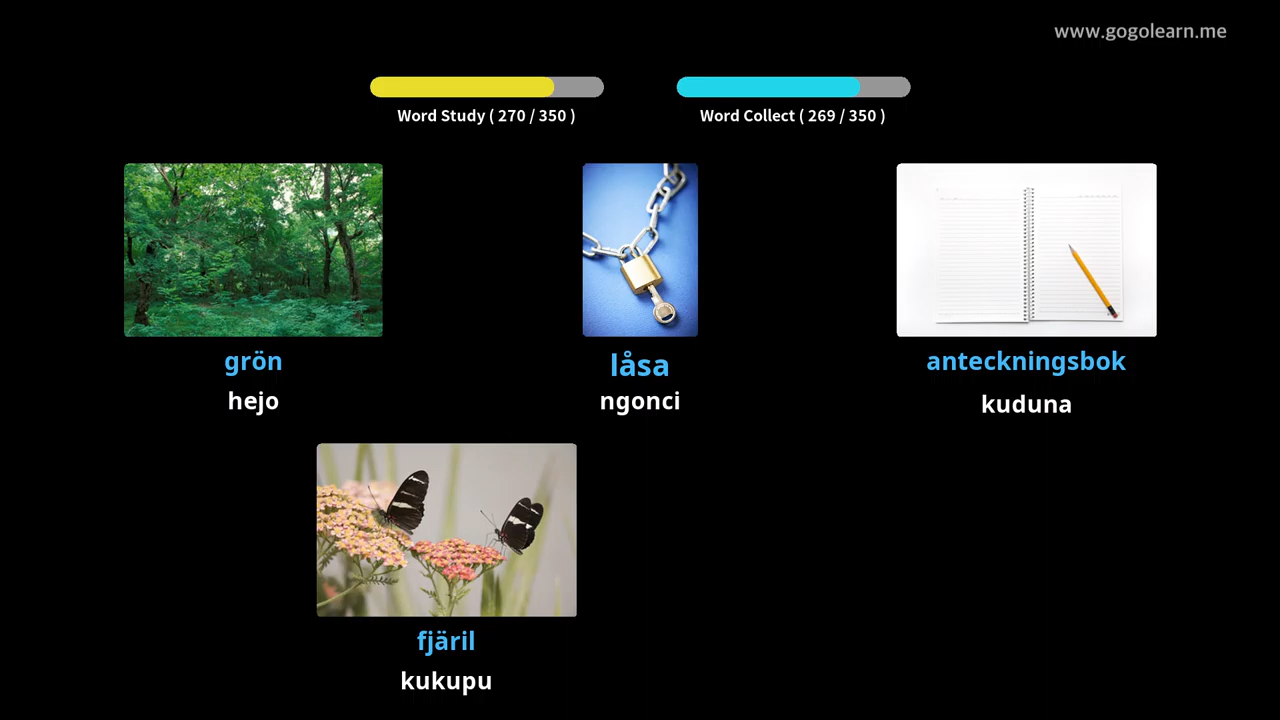 www.gogolearn.me
Word Study ( 270 / 350 )
Word Collect ( 269 / 350 )
grön
hejo
låsa
ngonci
anteckningsbok
kuduna
fjäril
kukupu